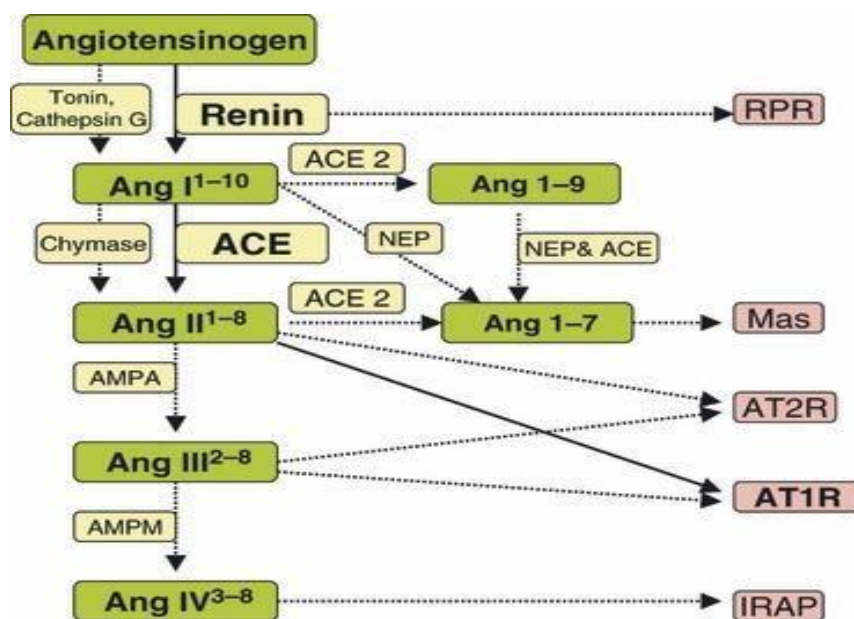 Angiotensinogen
Tonin,
Cathepsin G
Renin
RPR
ACE 2
Ang I¹⁻¹⁰
Ang 1–9
Chymase
ACE
NEP
NEP& ACE
ACE 2
Ang II¹⁻⁸
Ang 1–7
Mas
AMPA
AT2R
Ang III²⁻⁸
AT1R
AMPM
Ang IV³⁻⁸
IRAP